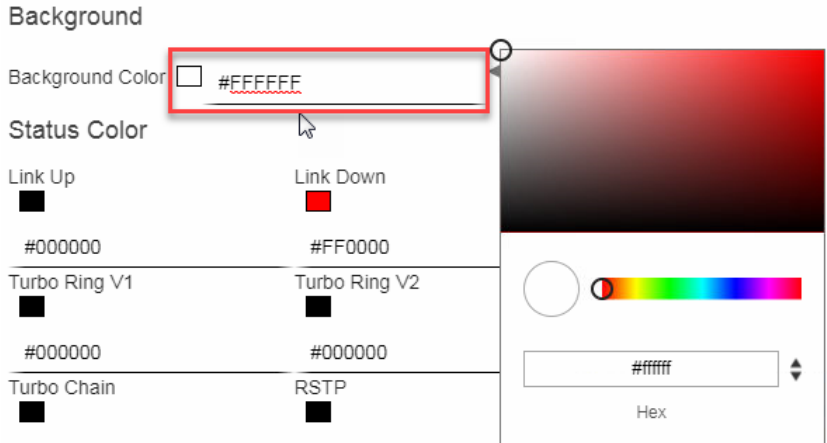 Background
Background Color #FFFFFF
Status Color
Link Up Link Down
#000000 #FF0000
Turbo Ring V1 Turbo Ring V2
#000000 #000000
Turbo Chain RSTP
#ffffff
Hex